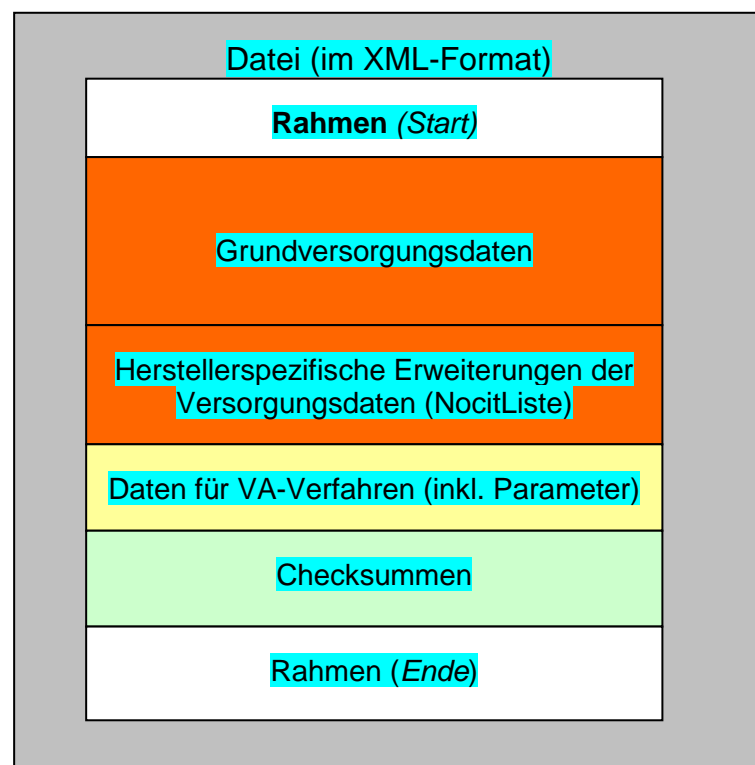 Datei (im XML-Format)
Rahmen (Start)
Grundversorgungsdaten
Herstellerspezifische Erweiterungen der
Versorgungsdaten (NocitListe)
Daten für VA-Verfahren (inkl. Parameter)
Checksummen
Rahmen (Ende)